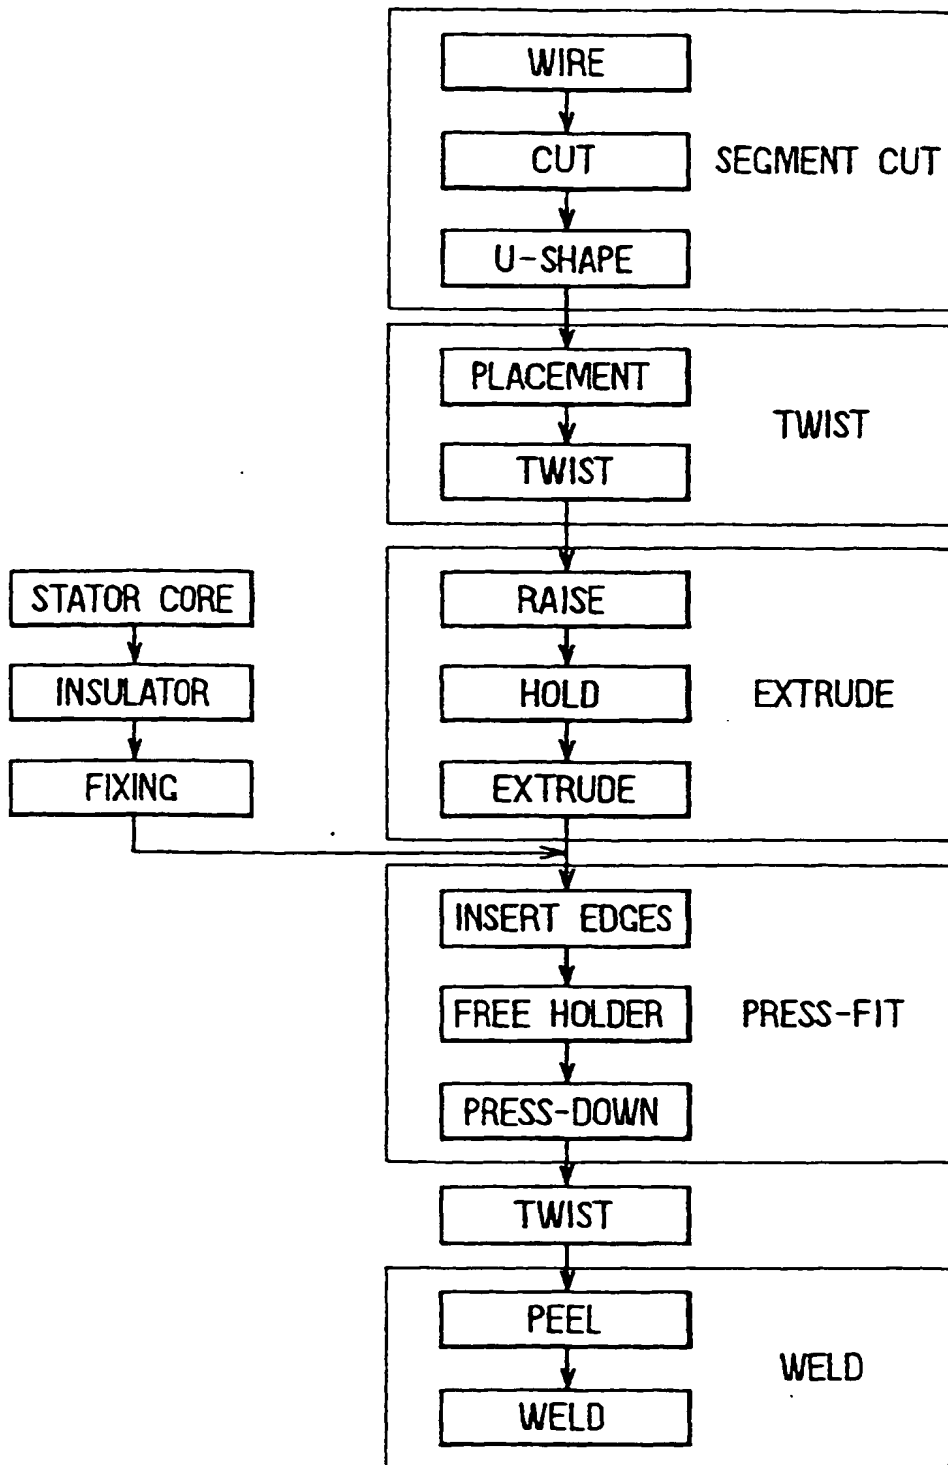 WIRE
CUT
SEGMENT CUT
U-SHAPE
PLACEMENT
TWIST
TWIST
RAISE
STATOR CORE
HOLD
INSULATOR
EXTRUDE
FIXING
EXTRUDE
INSERT EDGES
FREE HOLDER
PRESS-FIT
PRESS-DOWN
TWIST
PEEL
WELD
WELD